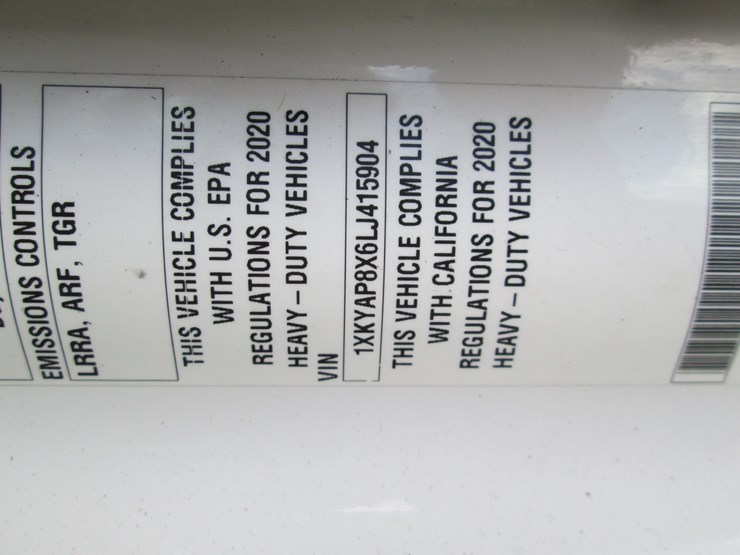 EMISSIONS CONTROLS
LRRA, ARF, TGR
THIS VEHICLE COMPLIES
WITH U.S. EPA
REGULATIONS FOR 2020
HEAVY-DUTY VEHICLES
VIN
1XKYAP8X6LJ415904
THIS VEHICLE COMPLIES
WITH CALIFORNIA
REGULATIONS FOR 2020
HEAVY-DUTY VEHICLES